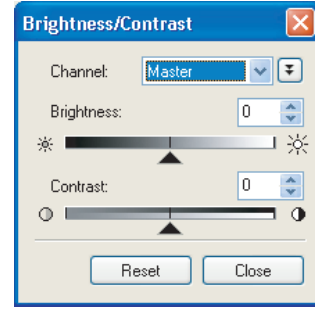 Brightness/Contrast
Channel: Master
Brightness: 0
Contrast: 0
Reset Close